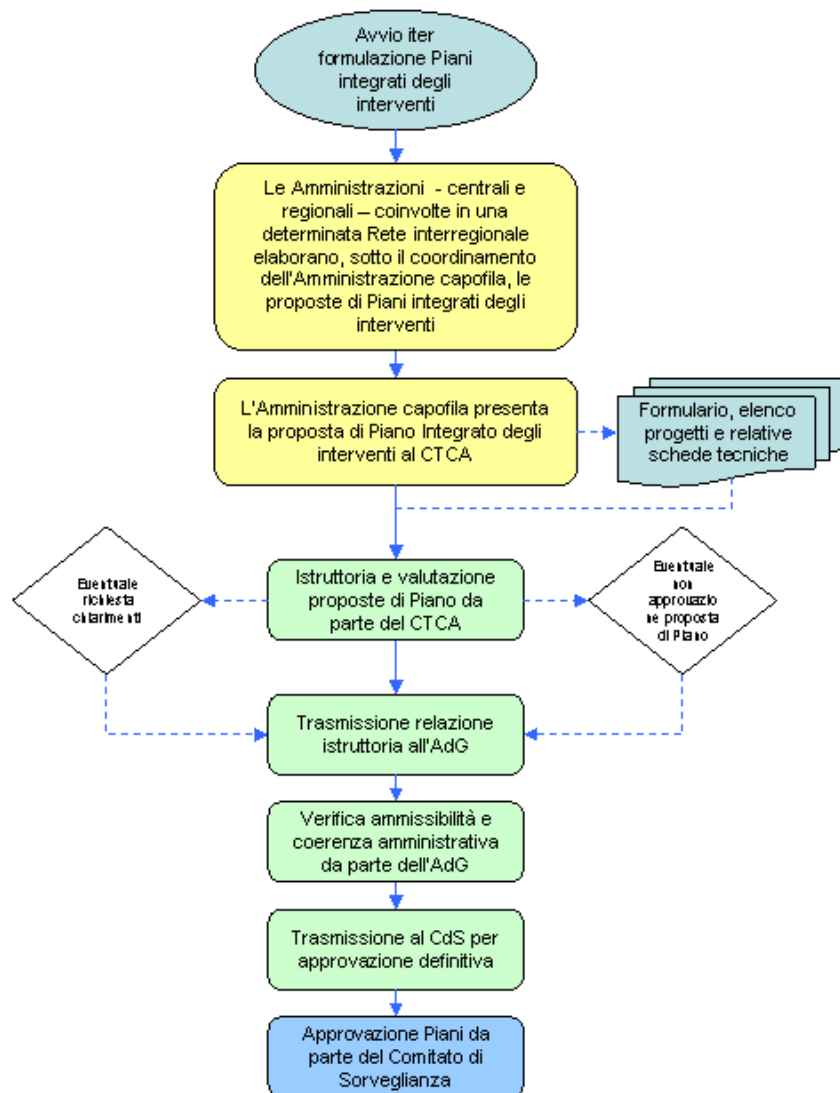 Avvio iter
formulazione Piani
integrati degli
interventi
Le Amministrazioni - centrali e
regionali – coinvolte in una
determinata Rete interregionale
elaborano, sotto il coordinamento
dell'Amministrazione capofila, le
proposte di Piani integrati degli
interventi
L'Amministrazione capofila presenta
la proposta di Piano Integrato degli
interventi al CTCA
Formulario, elenco
progetti e relative
schede tecniche
Eventuale
richiesta
chiarimenti
Istruttoria e valutazione
proposte di Piano da
parte del CTCA
Eventuale
non
approvazio
ne proposta
di Piano
Trasmissione relazione
istruttoria all'AdG
Verifica ammissibilità e
coerenza amministrativa
da parte dell'AdG
Trasmissione al CdS per
approvazione definitiva
Approvazione Piani da
parte del Comitato di
Sorveglianza